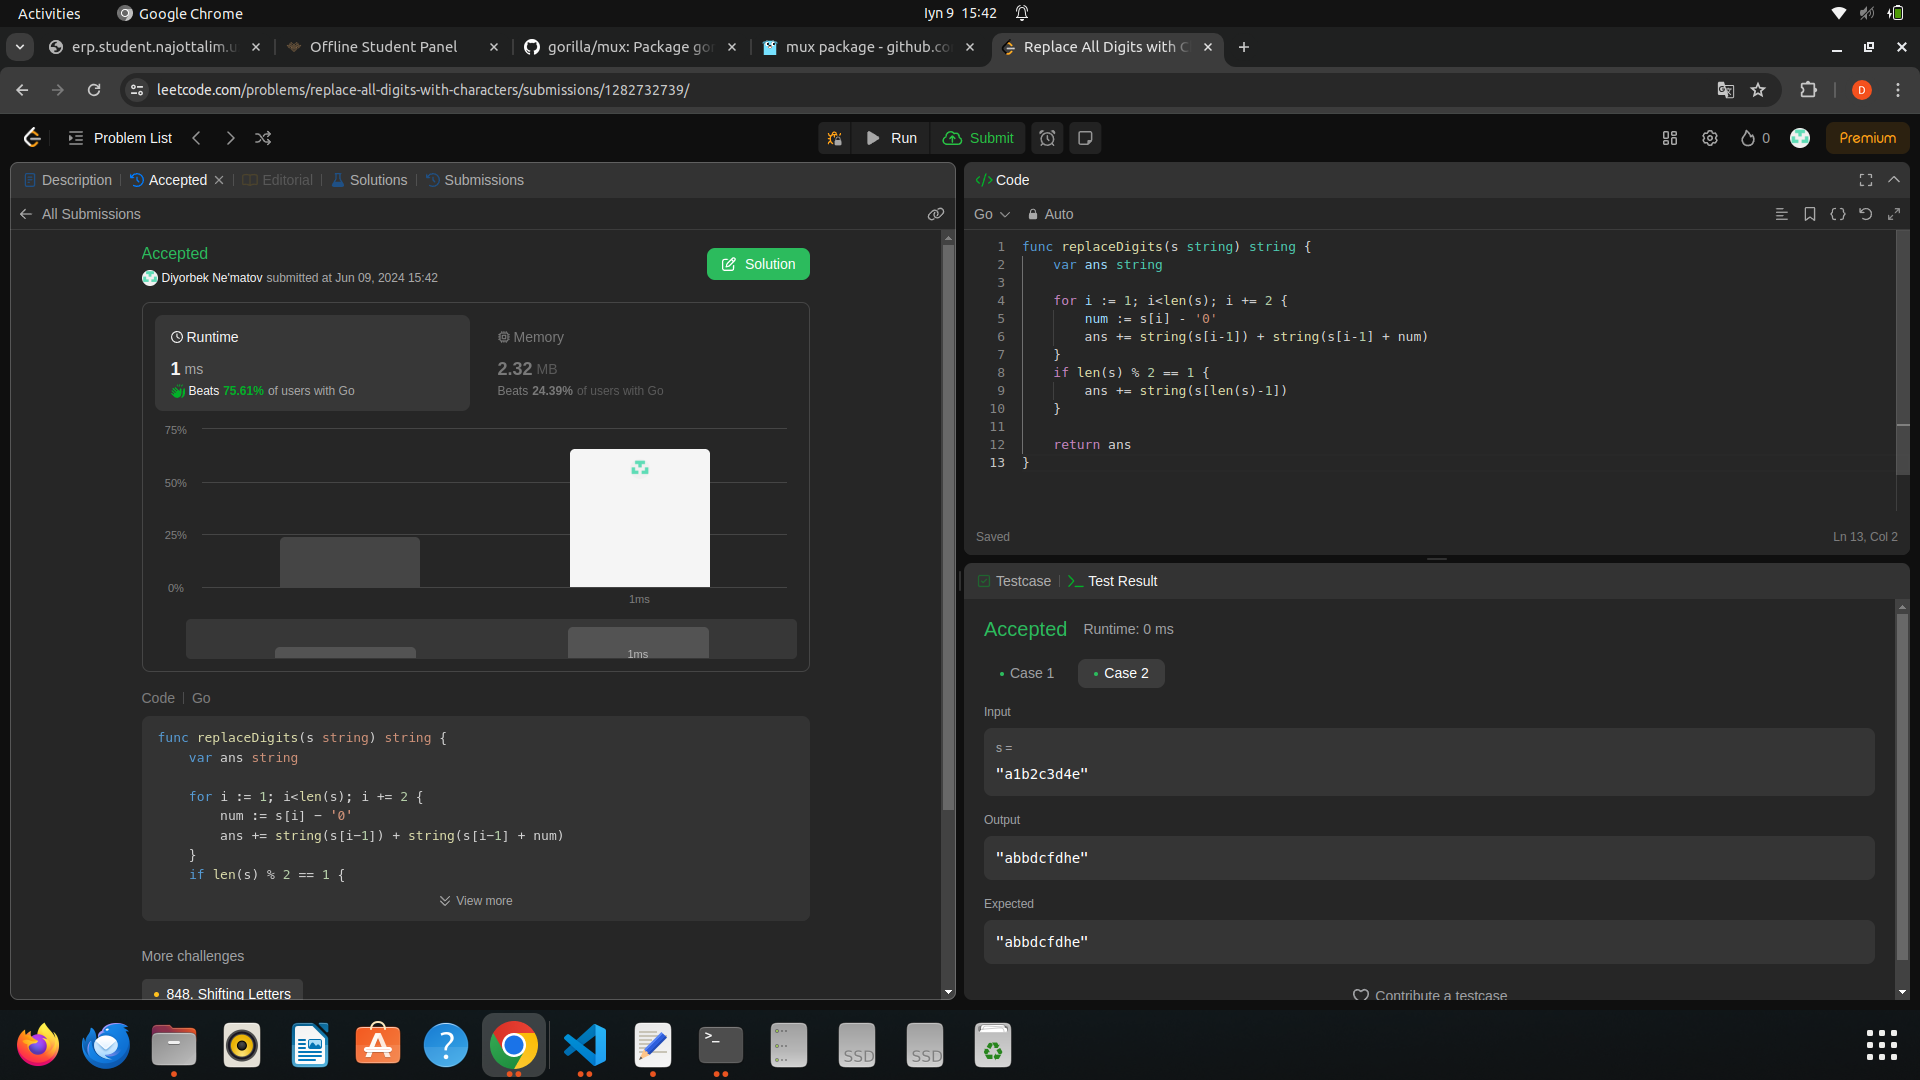 Activities
Google Chrome
Iyn 9 15:42
erp.student.najottalim.u
Offline Student Panel
gorilla/mux: Package go
mux package - github.co
Replace All Digits with C
leetcode.com/problems/replace-all-digits-with-characters/submissions/1282732739/
D
Problem List
Run
Submit
0
Premium
Description
Accepted
Editorial
Solutions
Submissions
All Submissions
Accepted
Diyorbek Ne'matov submitted at Jun 09, 2024 15:42
Solution
Runtime
1 ms
Beats 75.61% of users with Go
Memory
2.32 MB
Beats 24.39% of users with Go
75%
50%
25%
0%
1ms
1ms
Code | Go
func replaceDigits(s string) string {
var ans string
for i := 1; i<len(s); i += 2 {
num := s[i] - '0'
ans += string(s[i-1]) + string(s[i-1] + num)
}
if len(s) % 2 == 1 {
View more
More challenges
848. Shifting Letters
Code
Go
Auto
1 func replaceDigits(s string) string {
2 var ans string
3
4 for i := 1; i<len(s); i += 2 {
5 num := s[i] - '0'
6 ans += string(s[i-1]) + string(s[i-1] + num)
7 }
8 if len(s) % 2 == 1 {
9 ans += string(s[len(s)-1])
10 }
11
12 return ans
13 }
Saved
Ln 13, Col 2
Testcase
Test Result
Accepted
Runtime: 0 ms
Case 1
Case 2
Input
s =
"a1b2c3d4e"
Output
"abbdcfdhe"
Expected
"abbdcfdhe"
Contribute a testcase
SSD
SSD